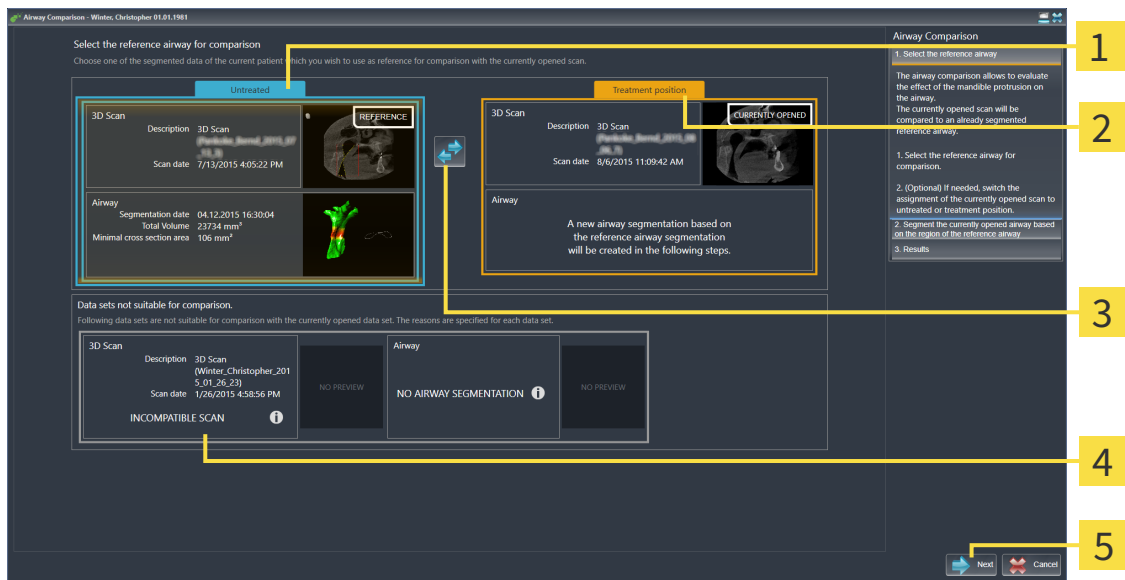 Airway Comparison - Winter, Christopher 01.01.1981
Select the reference airway for comparison
Choose one of the segmented data of the current patient which you wish to use as reference for comparison with the currently opened scan.
Untreated
3D Scan
Description 3D Scan
Scan date 7/13/2015 4:05:22 PM
REFERENCE
Airway
Segmentation date 04.12.2015 16:30:04
Total Volume 23734 mm³
Minimal cross section area 106 mm²
Treatment position
3D Scan
Description 3D Scan
Scan date 8/6/2015 11:09:42 AM
CURRENTLY OPENED
Airway
A new airway segmentation based on
the reference airway segmentation
will be created in the following steps.
Data sets not suitable for comparison.
Following data sets are not suitable for comparison with the currently opened data set. The reasons are specified for each data set.
3D Scan
Description 3D Scan
(Winter_Christopher_201
5_01_26_23)
Scan date 1/26/2015 4:58:56 PM
INCOMPATIBLE SCAN
NO PREVIEW
Airway
NO AIRWAY SEGMENTATION
NO PREVIEW
Airway Comparison
1. Select the reference airway
The airway comparison allows to evaluate
the effect of the mandible protrusion on
the airway.
The currently opened scan will be
compared to an already segmented
reference airway.
1. Select the reference airway for
comparison.
2. (Optional) If needed, switch the
assignment of the currently opened scan to
untreated or treatment position.
2. Segment the currently opened airway based
on the region of the reference airway
3. Results
Next
Cancel
1
2
3
4
5